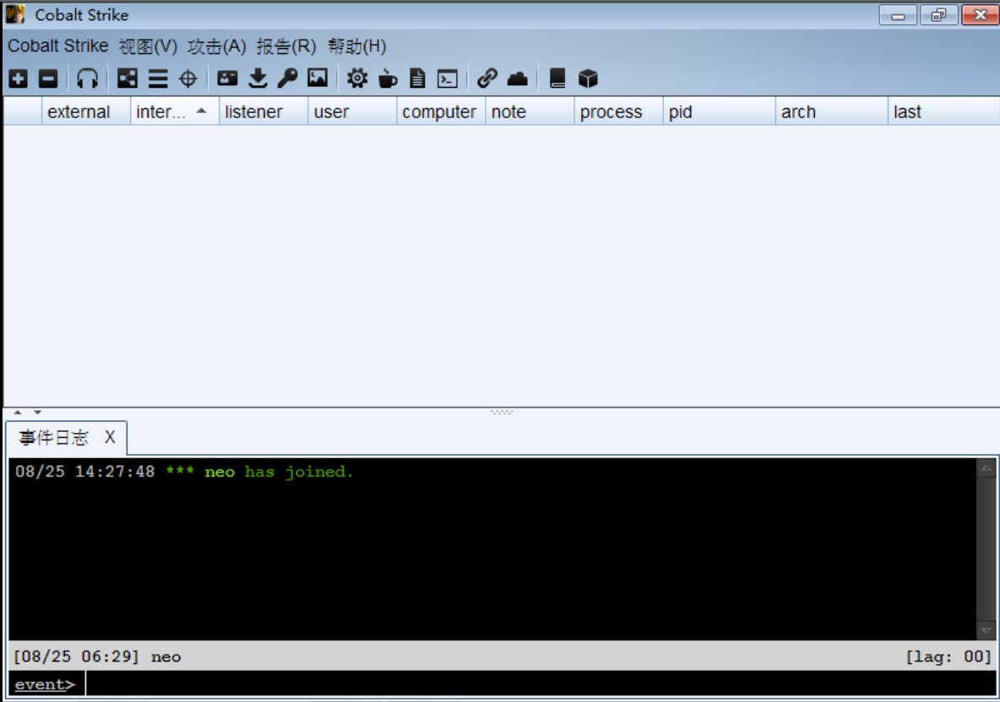 Cobalt Strike
Cobalt Strike 视图(V) 攻击(A) 报告(R) 帮助(H)
external inter... listener user computer note process pid arch last
事件日志 X
08/25 14:27:48 *** neo has joined.
[08/25 06:29] neo [lag: 00]
event>